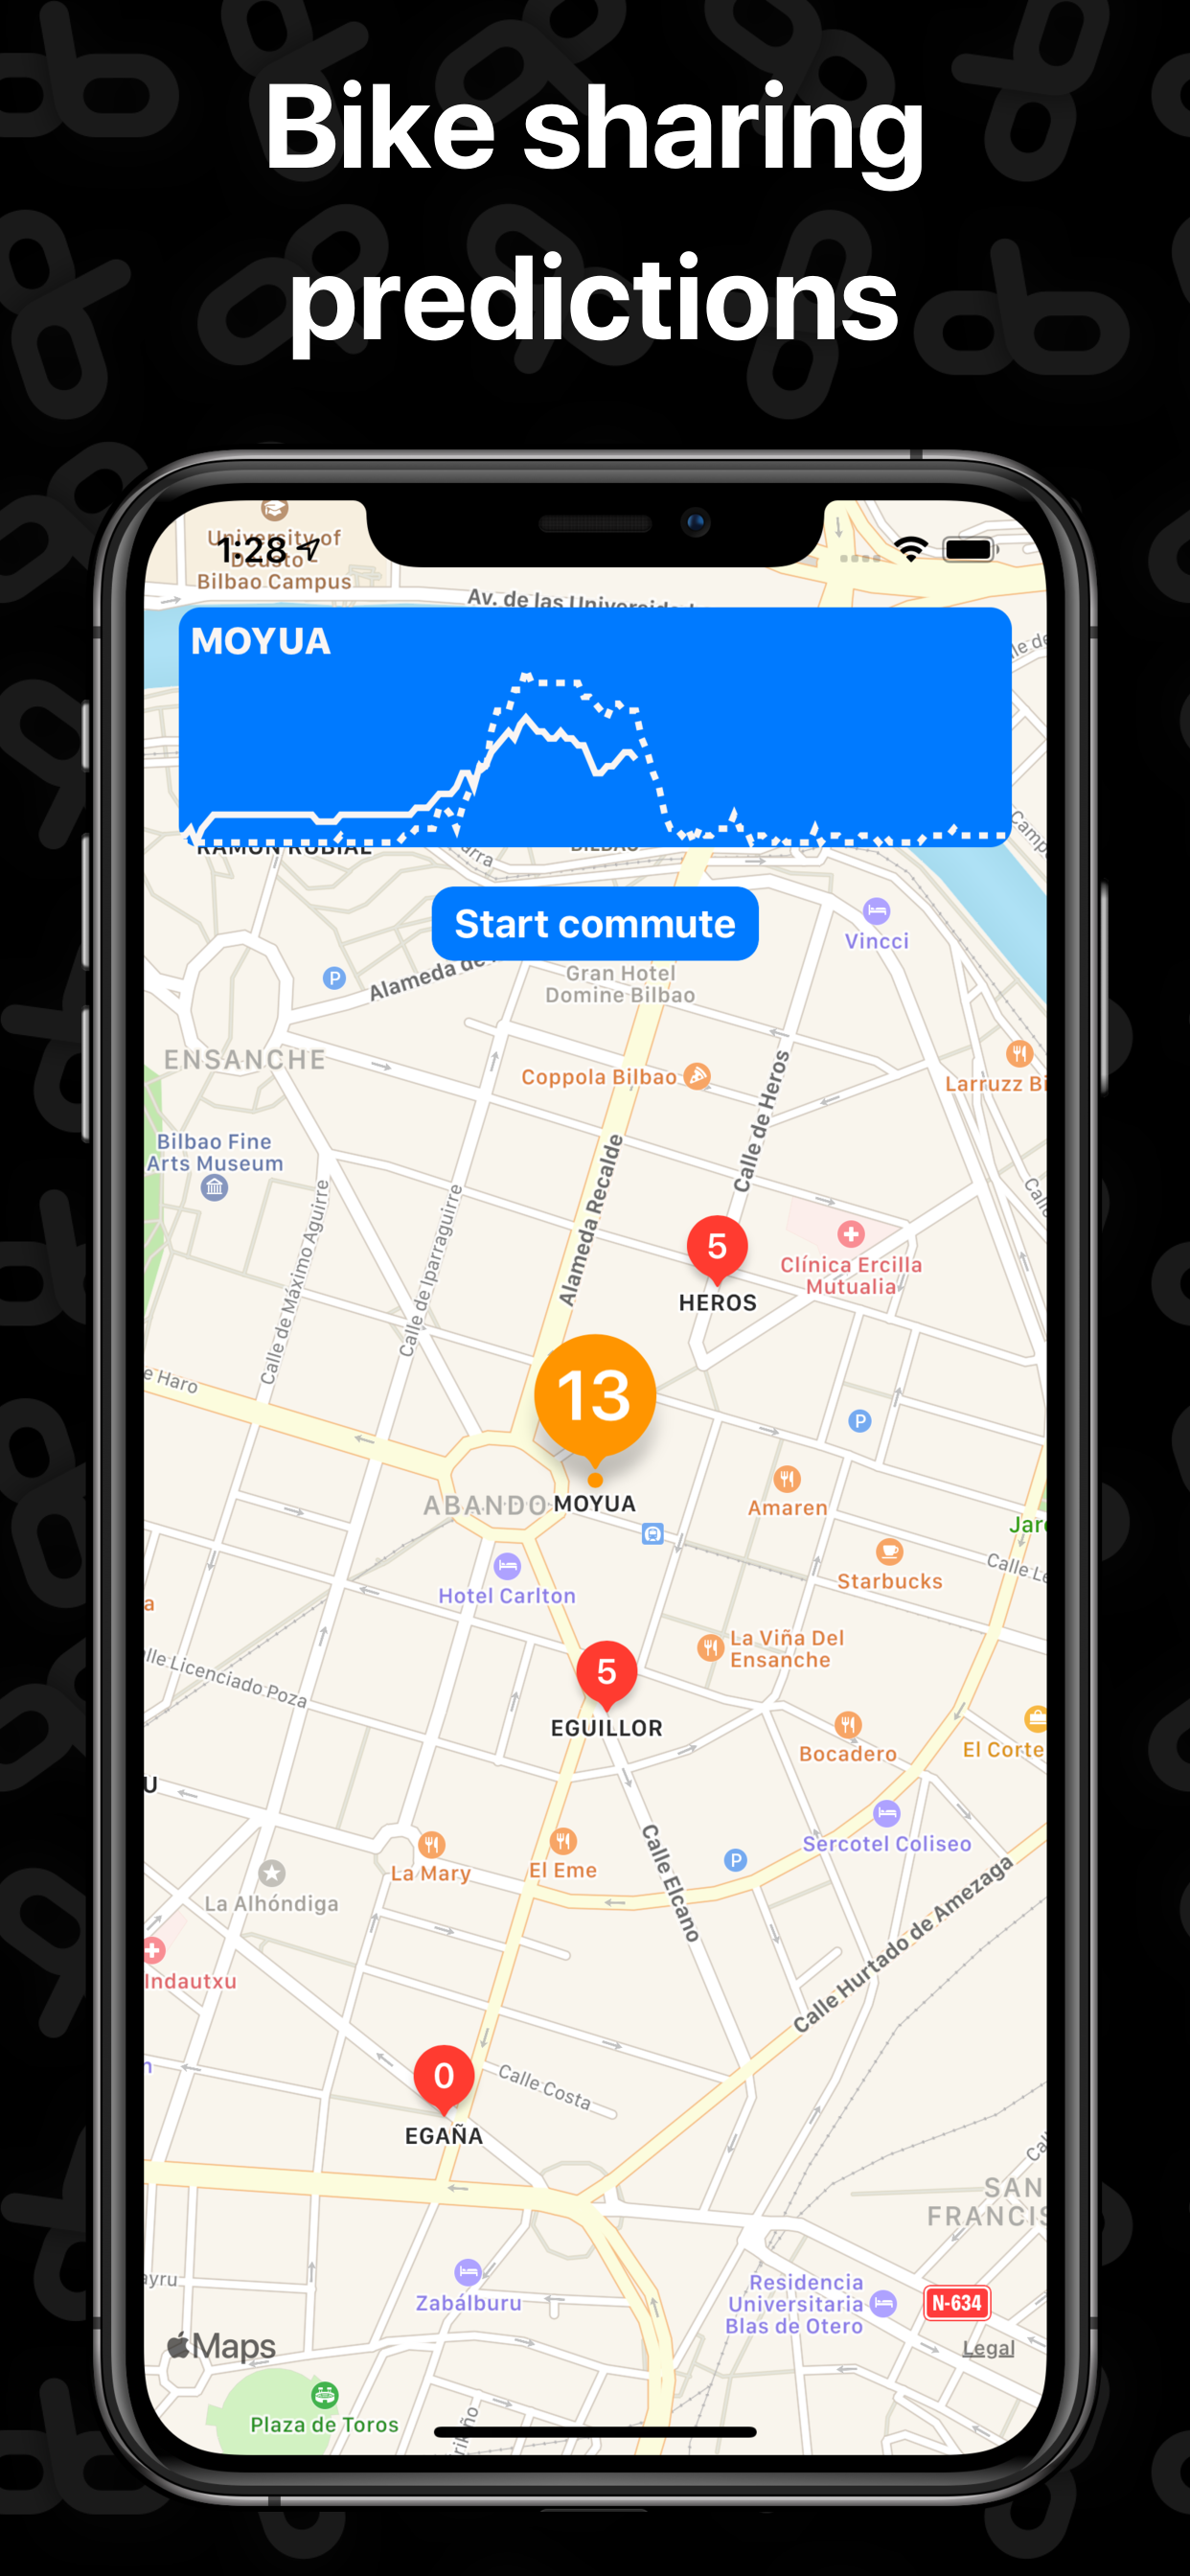 Bike sharing
predictions
University of
Deusto -
Bilbao Campus
1:28
Av. de las
MOYUA
RAMON RUBIAL
BILBAO
Start commute
Vincci
Alameda de
Gran Hotel
Domine Bilbao
ENSANCHE
Coppola Bilbao
Calle de Heros
Larruzz Bi
Bilbao Fine
Arts Museum
Alameda Recalde
Calle de Máximo Aguirre
Calle de Iparraguirre
5
HEROS
Clínica Ercilla
Mutualia
e Haro
13
P
ABANDO
MOYUA
Amaren
Jar
Hotel Carlton
Starbucks
Calle Le
a
La Viña Del
Ensanche
lle Licenciado Poza
5
EGUILLOR
Bocadero
El Corte
U
Sercotel Coliseo
La Mary
El Eme
P
Calle Elcano
La Alhóndiga
Calle Hurtado de Amezaga
Indautxu
0
EGAÑA
Calle Costa
SAN
FRANCIS
ayru
Zabálburu
Residencia
Universitaria
Blas de Otero
N-634
Maps
Legal
Plaza de Toros